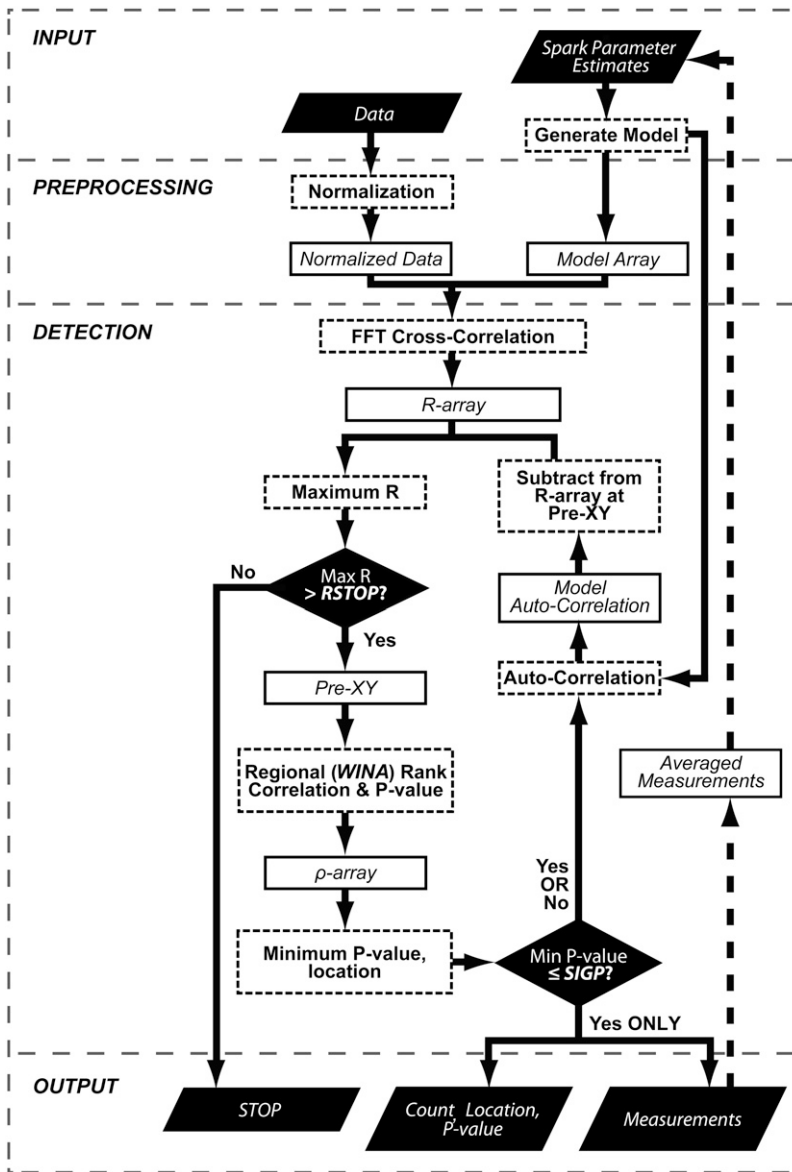 INPUT
Spark Parameter
Estimates
Data
Generate Model
PREPROCESSING
Normalization
Normalized Data
Model Array
DETECTION
FFT Cross-Correlation
R-array
Maximum R
Subtract from
R-array at
Pre-XY
No
Max R
> RSTOP?
Model
Auto-Correlation
Yes
Pre-XY
Auto-Correlation
Regional (WINA) Rank
Correlation & P-value
Averaged
Measurements
ρ-array
Yes
OR
No
Minimum P-value,
location
Min P-value
≤ SIGP?
Yes ONLY
OUTPUT
STOP
Count, Location,
P-value
Measurements